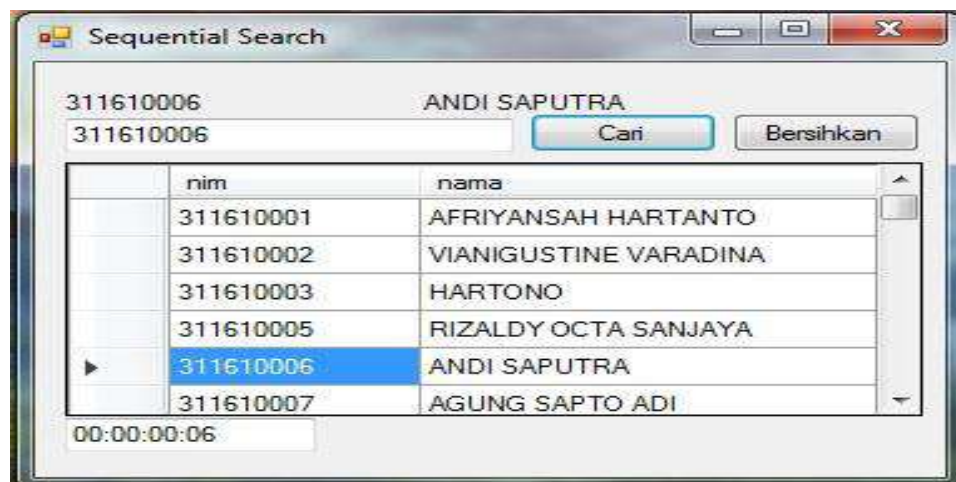 Sequential Search
311610006 ANDI SAPUTRA
311610006 Cari Bersihkan
nim nama
311610001 AFRIYANSAH HARTANTO
311610002 VIANIGUSTINE VARADINA
311610003 HARTONO
311610005 RIZALDY OCTA SANJAYA
311610006 ANDI SAPUTRA
311610007 AGUNG SAPTO ADI
00:00:00:06